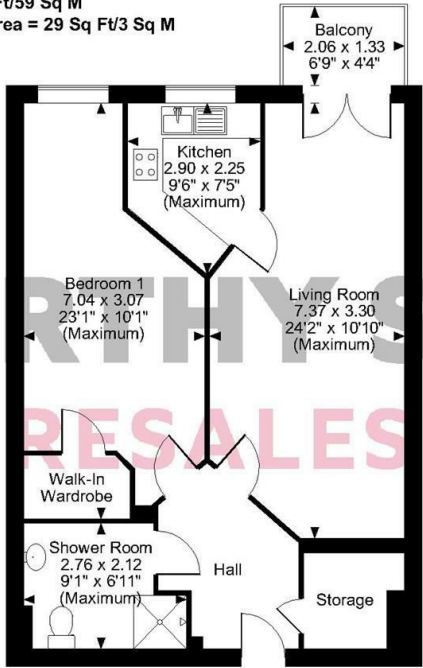 Ft/59 Sq M
rea = 29 Sq Ft/3 Sq M
Balcony
2.06 x 1.33
6'9" x 4'4"
Kitchen
2.90 x 2.25
9'6" x 7'5"
(Maximum)
Bedroom 1
7.04 x 3.07
23'1" x 10'1"
(Maximum)
Living Room
7.37 x 3.30
24'2" x 10'10"
(Maximum)
RTHYS
RESALES
Walk-In
Wardrobe
Shower Room
2.76 x 2.12
9'1" x 6'11"
(Maximum)
Hall
Storage